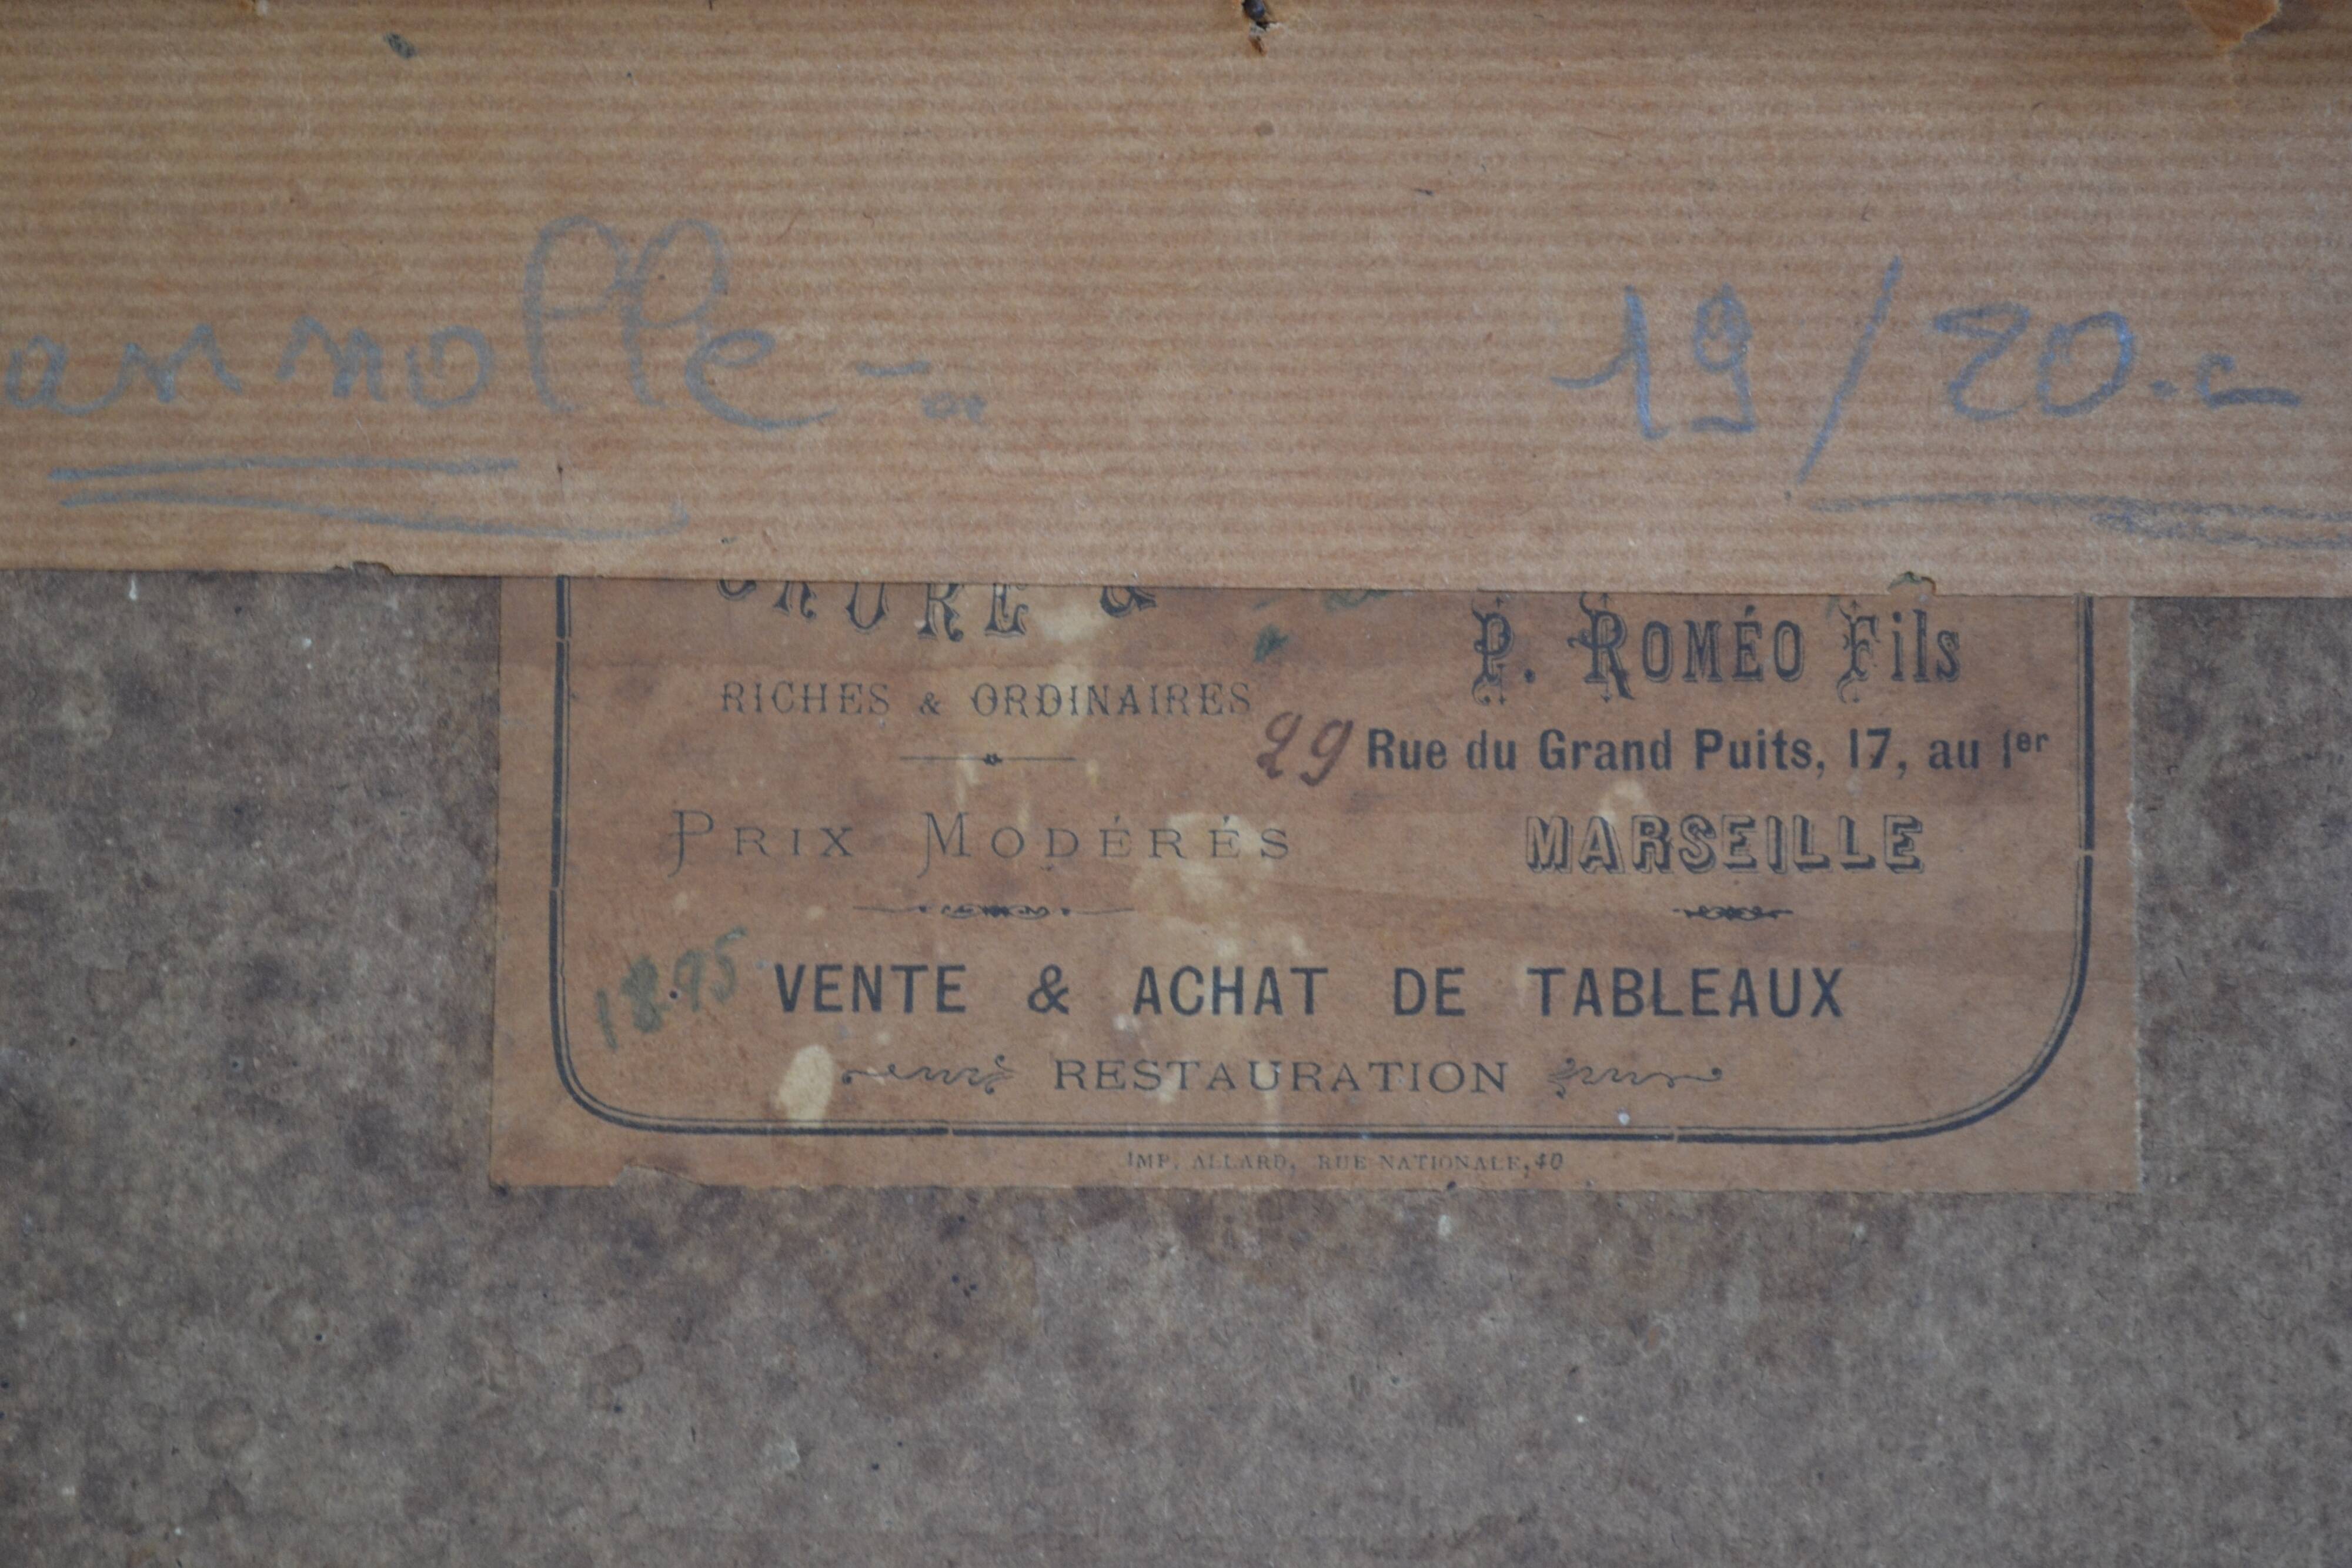 19/20.c
P. ROMÉO Fils
RICHES & ORDINAIRES
29 Rue du Grand Puits, 17, au 1er
PRIX MODÉRÉS
MARSEILLE
1895 VENTE & ACHAT DE TABLEAUX
RESTAURATION
IMP. ALLARD, RUE NATIONALE, 40